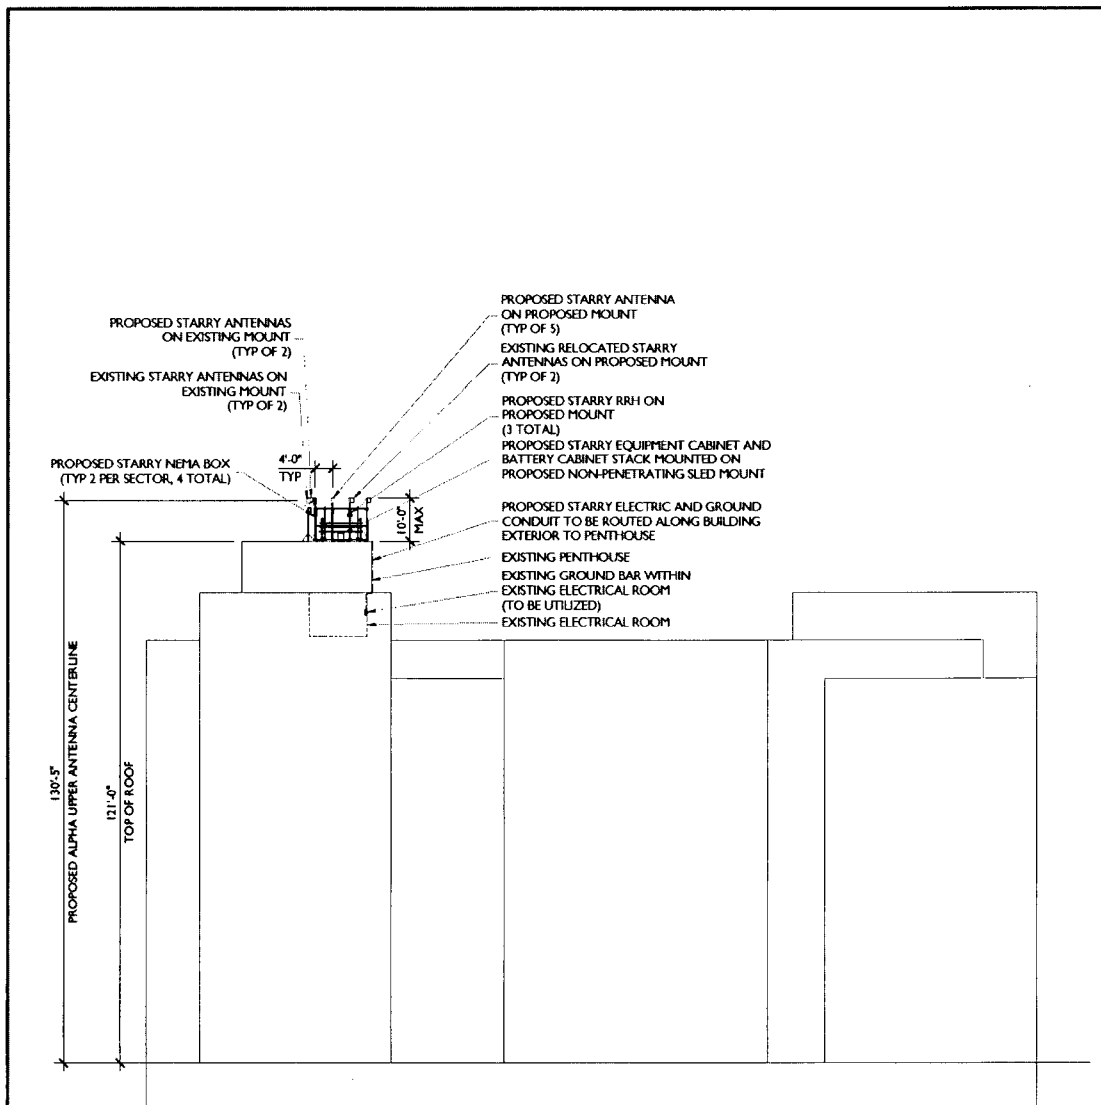 PROPOSED STARRY ANTENNAS
ON EXISTING MOUNT
(TYP OF 2)
EXISTING STARRY ANTENNAS ON
EXISTING MOUNT
(TYP OF 2)
PROPOSED STARRY NEMA BOX
(TYP 2 PER SECTOR, 4 TOTAL)
4'-0"
TYP
PROPOSED STARRY ANTENNA
ON PROPOSED MOUNT
(TYP OF 5)
EXISTING RELOCATED STARRY
ANTENNAS ON PROPOSED MOUNT
(TYP OF 2)
PROPOSED STARRY RRH ON
PROPOSED MOUNT
(3 TOTAL)
PROPOSED STARRY EQUIPMENT CABINET AND
BATTERY CABINET STACK MOUNTED ON
PROPOSED NON-PENETRATING SLED MOUNT
10'-0"
MAX
PROPOSED STARRY ELECTRIC AND GROUND
CONDUIT TO BE ROUTED ALONG BUILDING
EXTERIOR TO PENTHOUSE
EXISTING PENTHOUSE
EXISTING GROUND BAR WITHIN
EXISTING ELECTRICAL ROOM
(TO BE UTILIZED)
EXISTING ELECTRICAL ROOM
130'-5"
PROPOSED ALPHA UPPER ANTENNA CENTERLINE
121'-0"
TOP OF ROOF